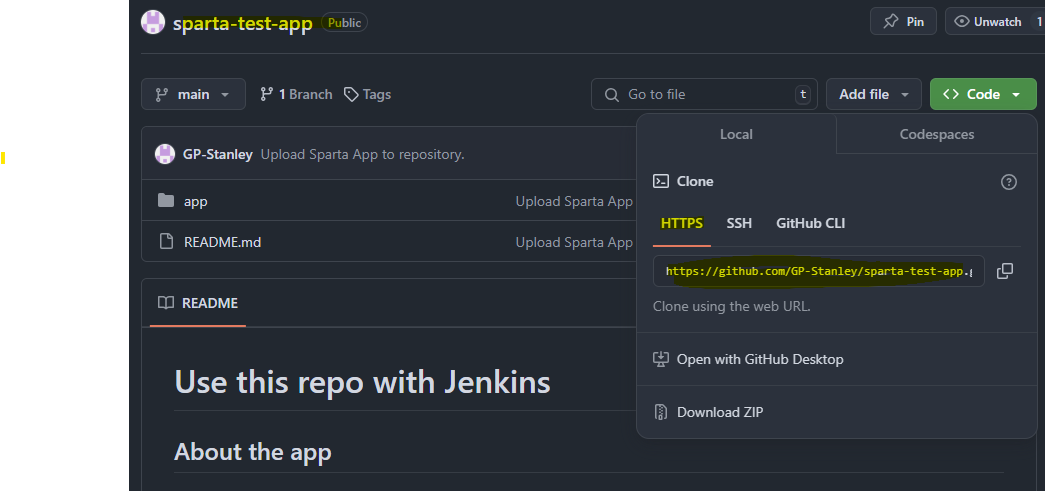 sparta-test-app Public Pin Unwatch 1
main 1 Branch Tags Go to file t Add file Code
Local Codespaces
GP-Stanley Upload Sparta App to repository.
Clone
app Upload Sparta App
HTTPS SSH GitHub CLI
README.md Upload Sparta App
https://github.com/GP-Stanley/sparta-test-app.g
Clone using the web URL.
README
Open with GitHub Desktop
Use this repo with Jenkins
Download ZIP
About the app